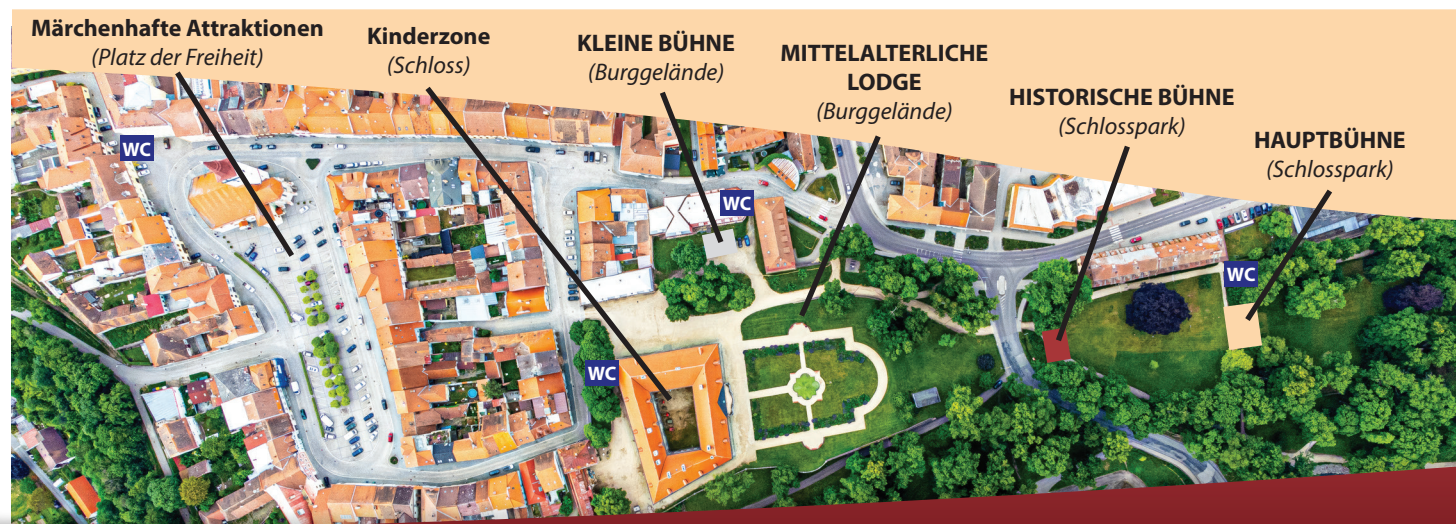 Märchenhafte Attraktionen
(Platz der Freiheit)
Kinderzone
(Schloss)
KLEINE BÜHNE
(Burggelände)
MITTELALTERLICHE
LODGE
(Burggelände)
HISTORISCHE BÜHNE
(Schlosspark)
HAUPTBÜHNE
(Schlosspark)
WC
WC
WC
WC